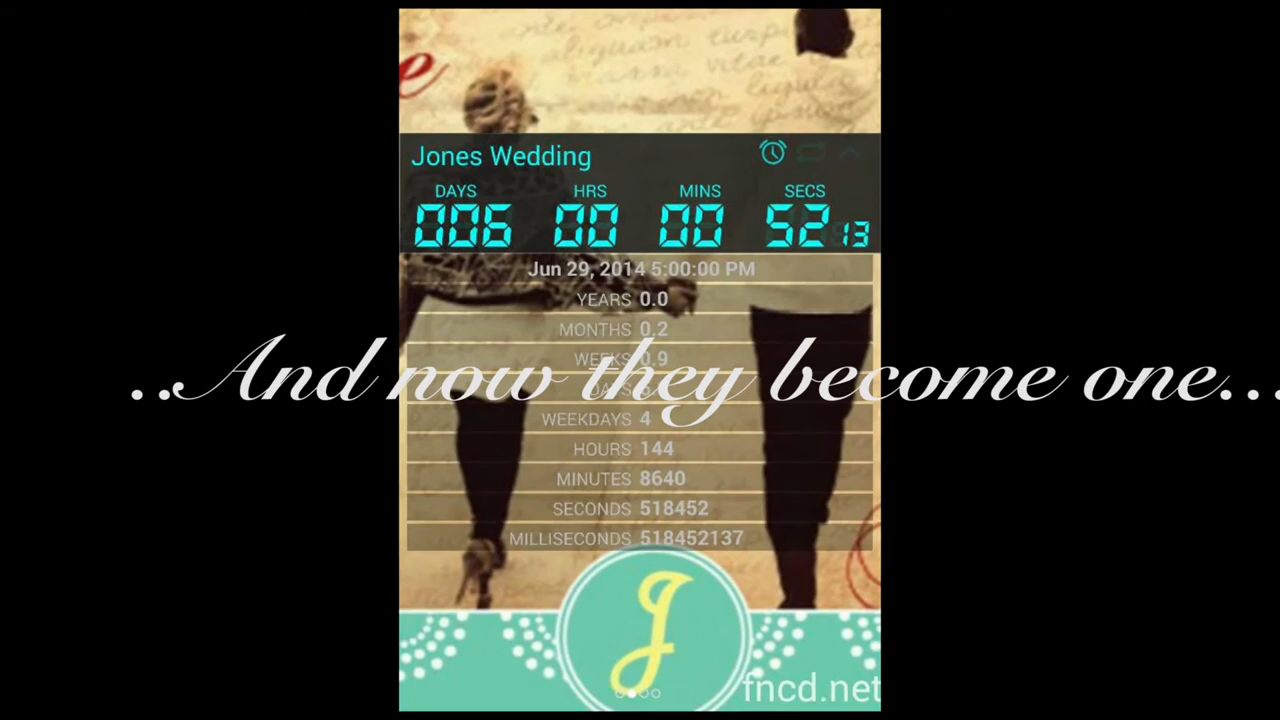 e
Jones Wedding
DAYS HRS MINS SECS
006 00 00 52 13
Jun 29, 2014 5:00:00 PM
YEARS 0.0
MONTHS 0.2
WEEKS 0.9
..And now they become one...
WEEKDAYS 4
HOURS 144
MINUTES 8640
SECONDS 518452
MILLISECONDS 518452137
J
fncd.net